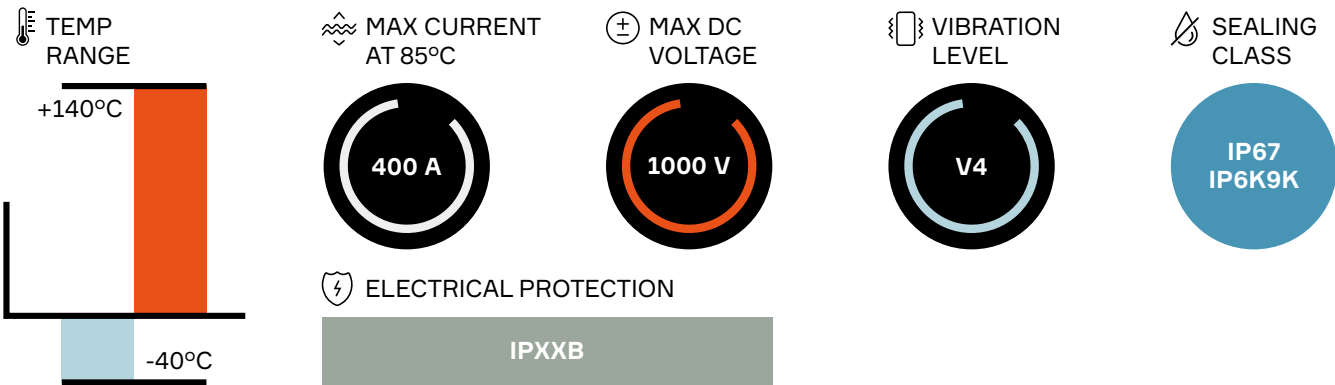 TEMP
RANGE
+140°C
-40°C
MAX CURRENT
AT 85°C
400 A
MAX DC
VOLTAGE
1000 V
VIBRATION
LEVEL
V4
SEALING
CLASS
IP67
IP6K9K
ELECTRICAL PROTECTION
IPXXB